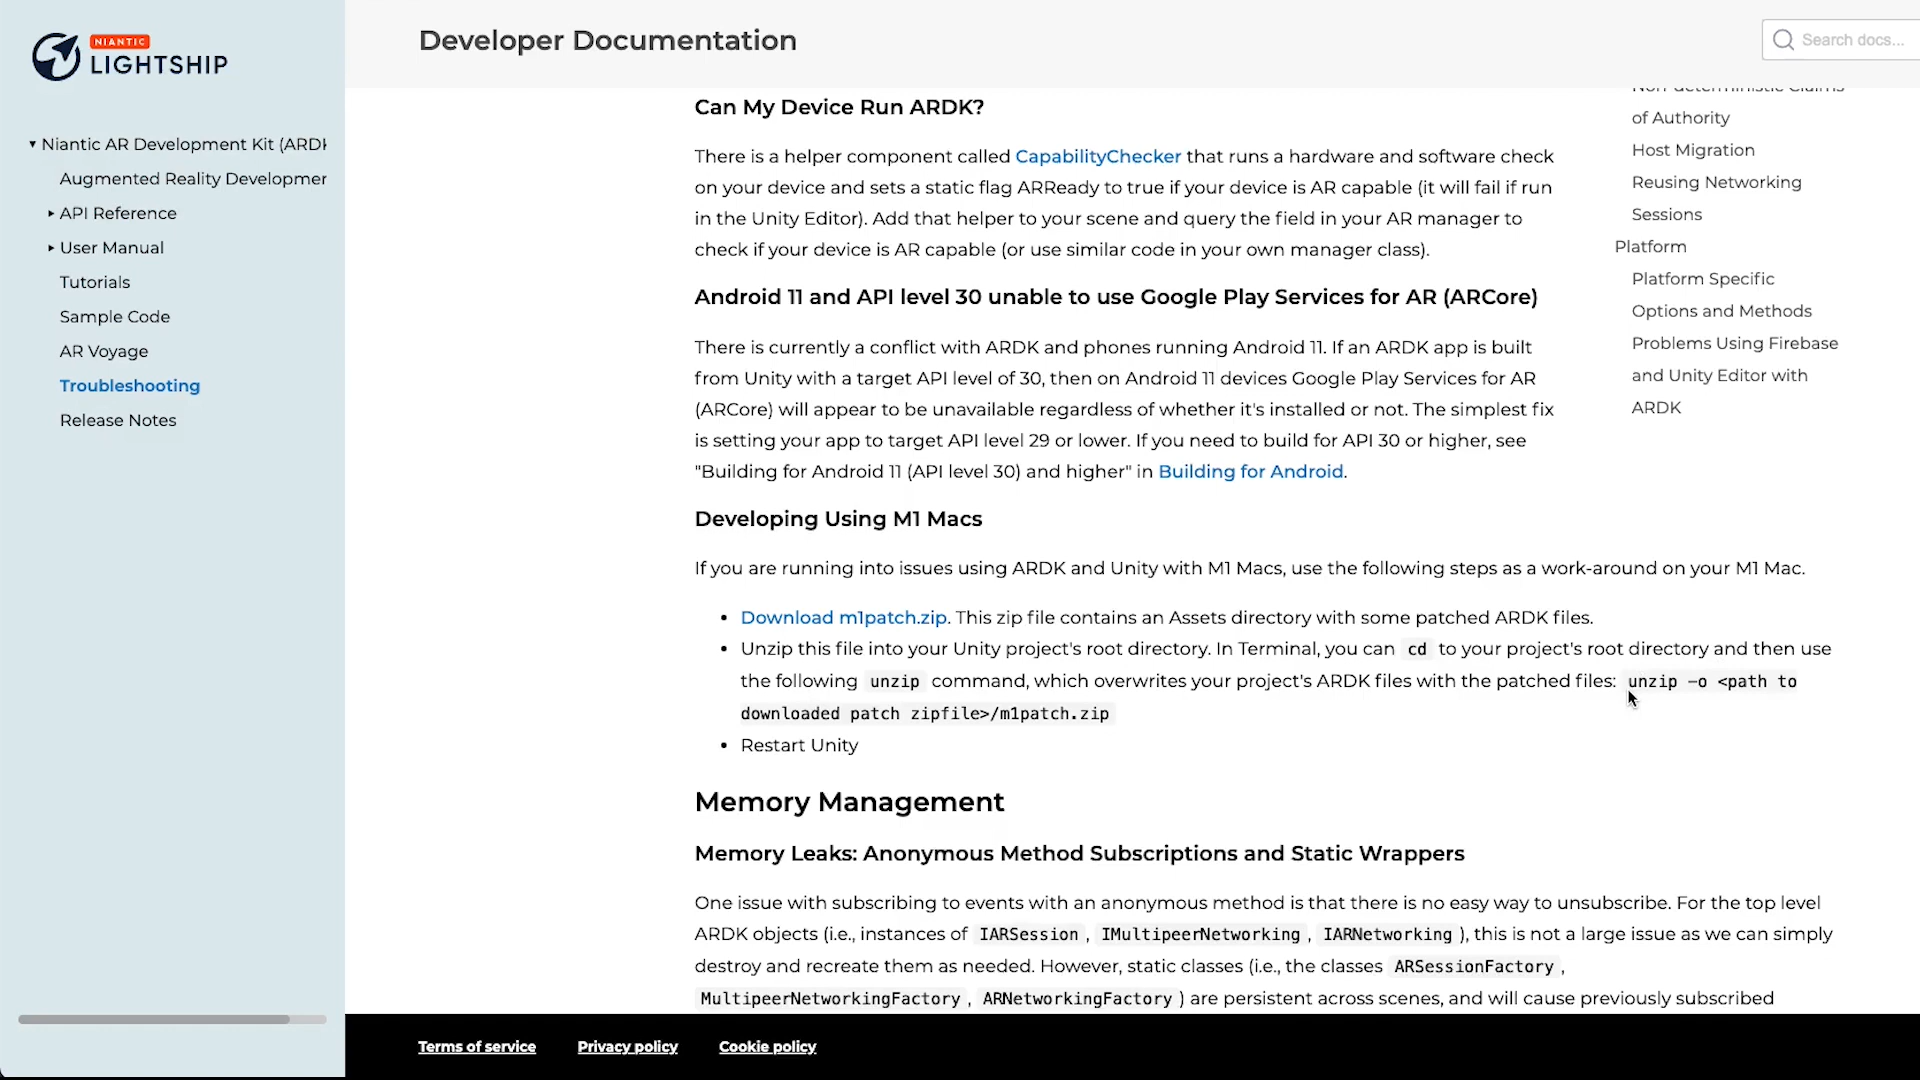 NIANTIC
LIGHTSHIP
Developer Documentation
Search docs...
▾ Niantic AR Development Kit (ARDK
Augmented Reality Developmen
▸ API Reference
▸ User Manual
Tutorials
Sample Code
AR Voyage
Troubleshooting
Release Notes
Can My Device Run ARDK?
There is a helper component called CapabilityChecker that runs a hardware and software check
on your device and sets a static flag ARReady to true if your device is AR capable (it will fail if run
in the Unity Editor). Add that helper to your scene and query the field in your AR manager to
check if your device is AR capable (or use similar code in your own manager class).
Android 11 and API level 30 unable to use Google Play Services for AR (ARCore)
There is currently a conflict with ARDK and phones running Android 11. If an ARDK app is built
from Unity with a target API level of 30, then on Android 11 devices Google Play Services for AR
(ARCore) will appear to be unavailable regardless of whether it's installed or not. The simplest fix
is setting your app to target API level 29 or lower. If you need to build for API 30 or higher, see
"Building for Android 11 (API level 30) and higher" in Building for Android.
Developing Using M1 Macs
If you are running into issues using ARDK and Unity with M1 Macs, use the following steps as a work-around on your M1 Mac.
• Download m1patch.zip. This zip file contains an Assets directory with some patched ARDK files.
• Unzip this file into your Unity project's root directory. In Terminal, you can cd to your project's root directory and then use
the following unzip command, which overwrites your project's ARDK files with the patched files: unzip -o <path to
downloaded patch zipfile>/m1patch.zip
• Restart Unity
Memory Management
Memory Leaks: Anonymous Method Subscriptions and Static Wrappers
One issue with subscribing to events with an anonymous method is that there is no easy way to unsubscribe. For the top level
ARDK objects (i.e., instances of IARSession , IMultipeerNetworking , IARNetworking ), this is not a large issue as we can simply
destroy and recreate them as needed. However, static classes (i.e., the classes ARSessionFactory ,
MultipeerNetworkingFactory , ARNetworkingFactory ) are persistent across scenes, and will cause previously subscribed
Non-deterministic Claims
of Authority
Host Migration
Reusing Networking
Sessions
Platform
Platform Specific
Options and Methods
Problems Using Firebase
and Unity Editor with
ARDK
Terms of service
Privacy policy
Cookie policy